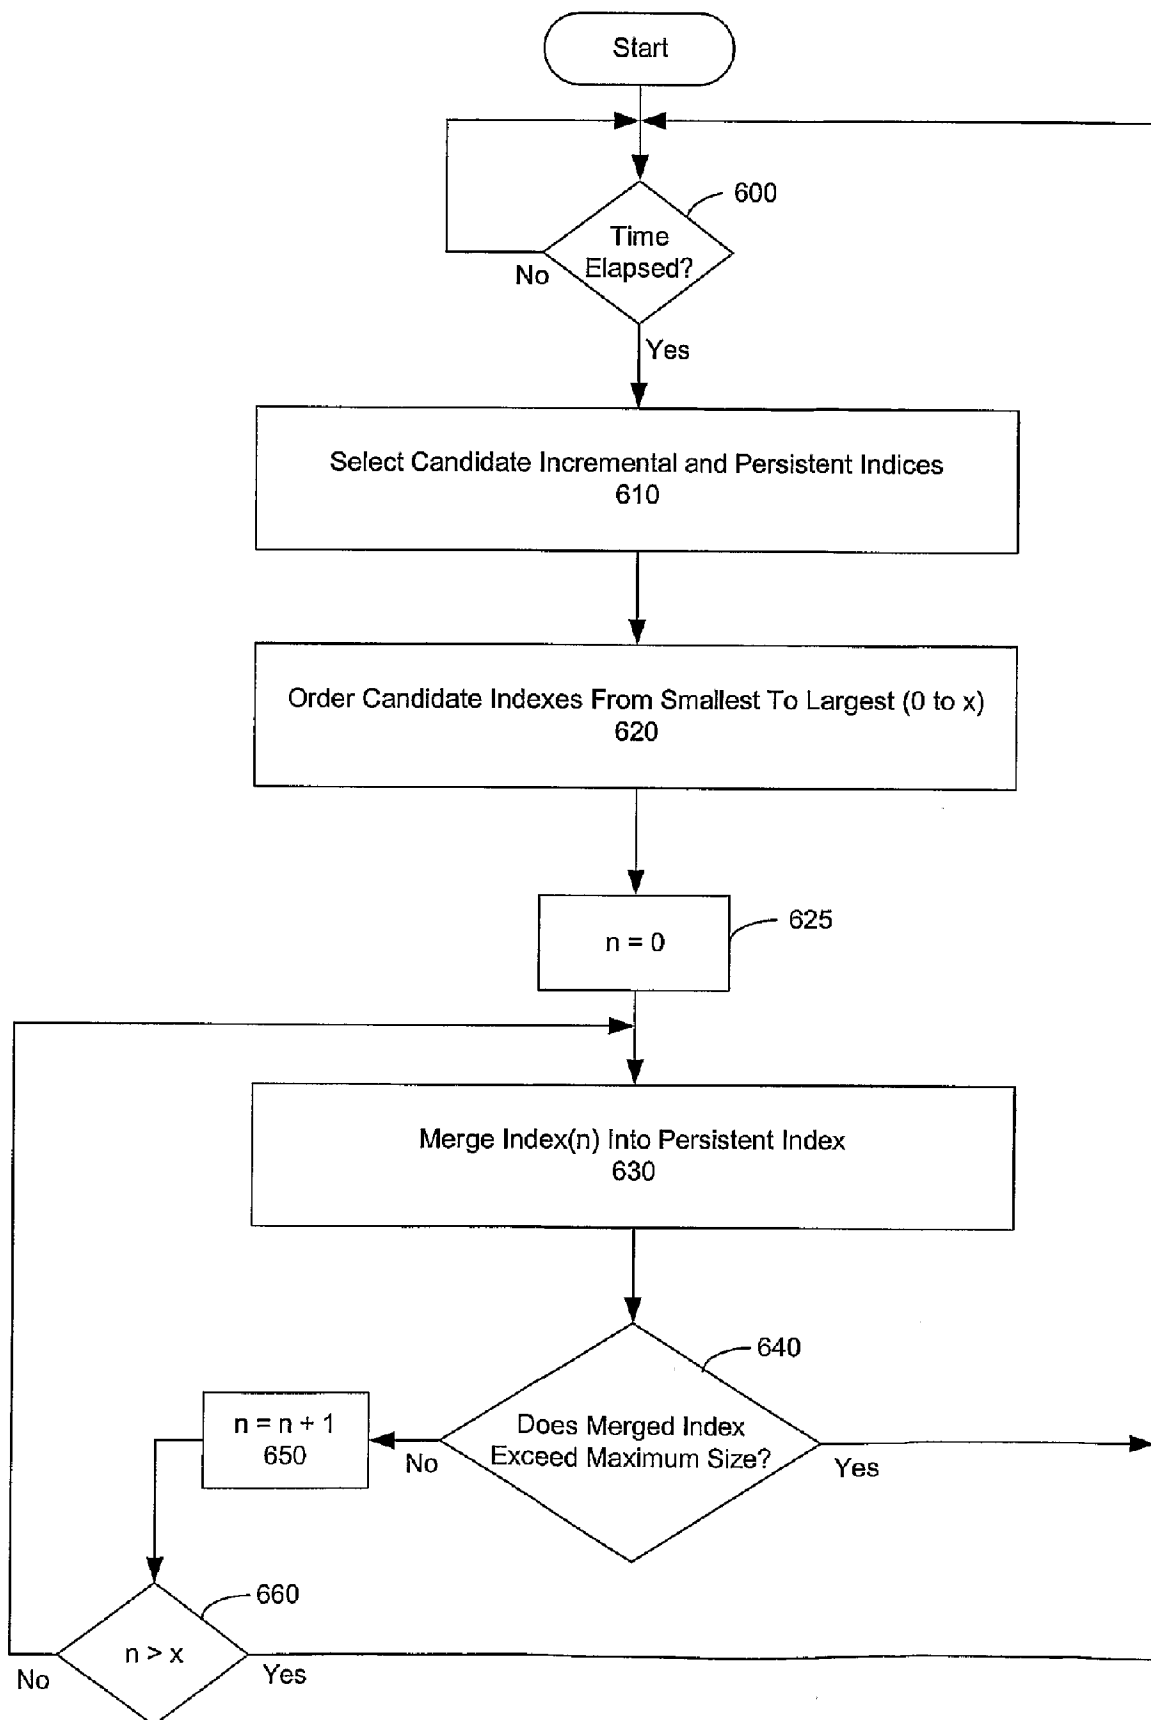 Start
600
Time
Elapsed?
No
Yes
Select Candidate Incremental and Persistent Indices
610
Order Candidate Indexes From Smallest To Largest (0 to x)
620
n = 0
625
Merge Index(n) Into Persistent Index
630
640
Does Merged Index
Exceed Maximum Size?
No
Yes
n = n + 1
650
660
n > x
No
Yes